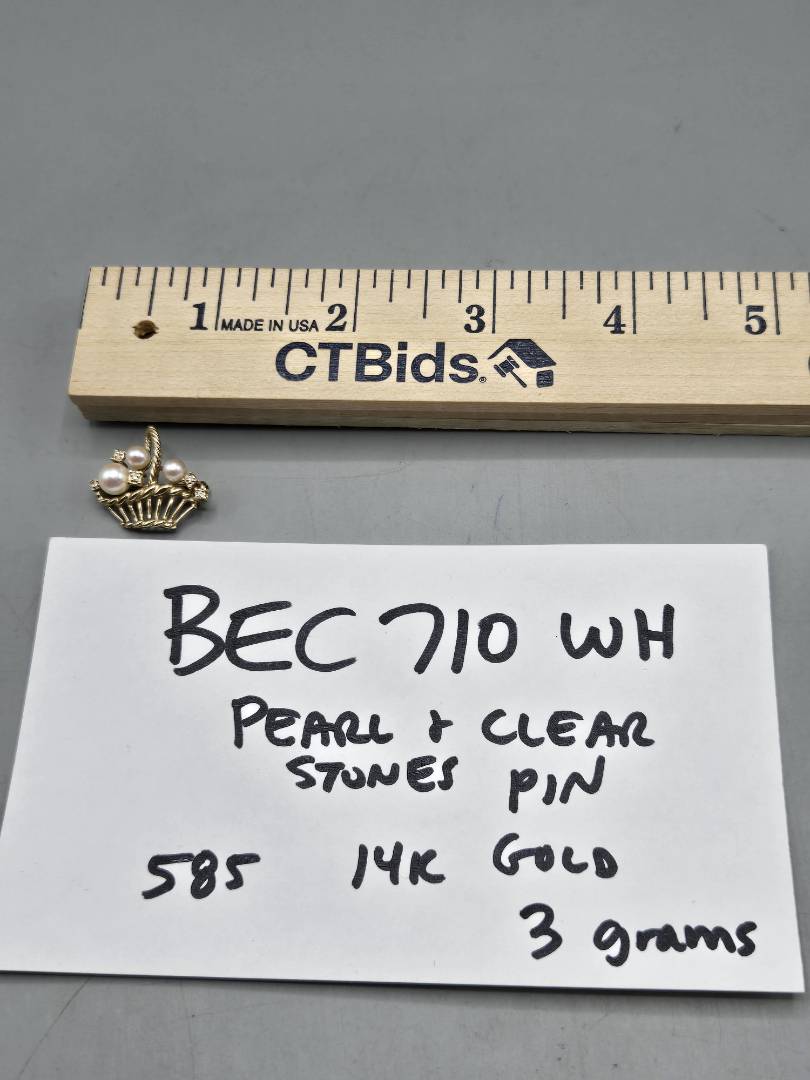 1 MADE IN USA 2 3 4 5
CTBids.®
BEC 710 WH
PEARL + CLEAR
STONES PIN
585 14K GOLD
3 grams